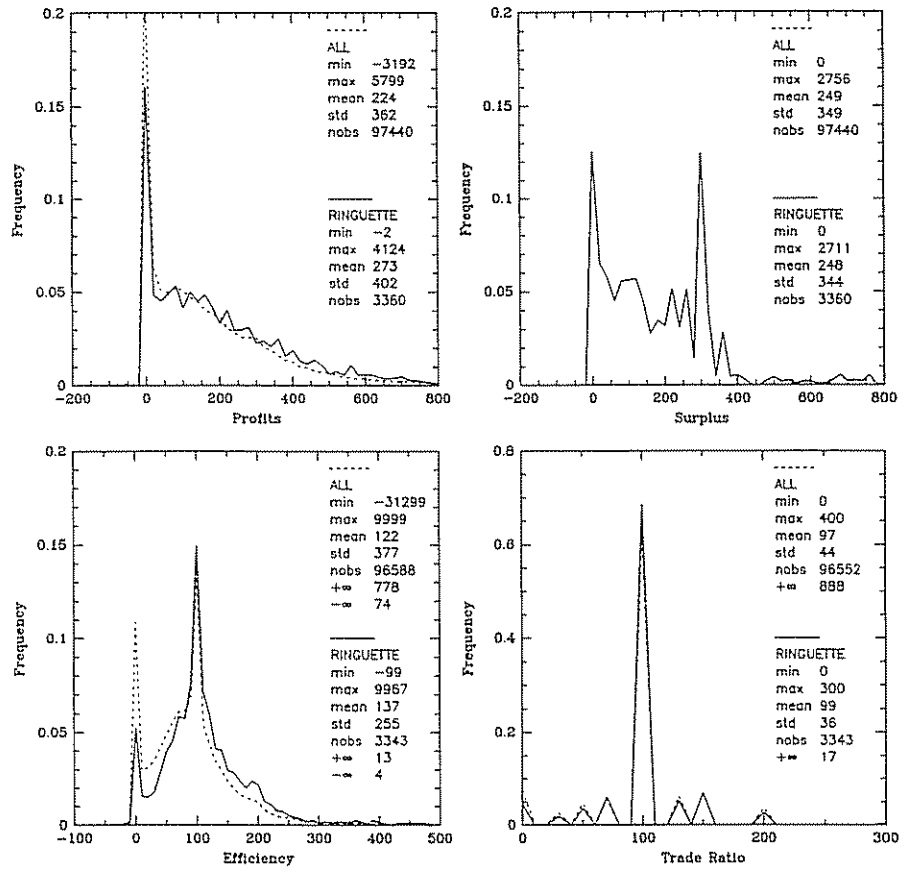 0.2
0.15
0.1
0.05
0
Frequency
-200
0
200
400
600
800
Profits
ALL
min -3192
max 5799
mean 224
std 362
nobs 97440
RINGUETTE
min -2
max 4124
mean 273
std 402
nobs 3360
0.2
0.15
0.1
0.05
0
Frequency
-200
0
200
400
600
800
Surplus
ALL
min 0
max 2756
mean 249
std 349
nobs 97440
RINGUETTE
min 0
max 2711
mean 248
std 344
nobs 3360
0.2
0.15
0.1
0.05
0
Frequency
-100
0
100
200
300
400
500
Efficiency
ALL
min -31299
max 9999
mean 122
std 377
nobs 96588
+∞ 778
-∞ 74
RINGUETTE
min -99
max 9967
mean 137
std 255
nobs 3343
+∞ 13
-∞ 4
0.8
0.6
0.4
0.2
0
Frequency
0
100
200
300
Trade Ratio
ALL
min 0
max 400
mean 97
std 44
nobs 96552
+∞ 888
RINGUETTE
min 0
max 300
mean 99
std 36
nobs 3343
+∞ 17